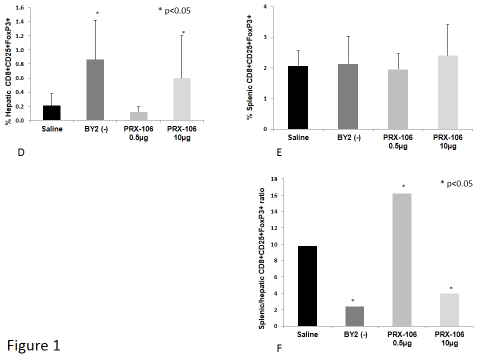 % Hepatic CD8+CD25+FoxP3+
1.6
1.4
1.2
1.0
0.8
0.6
0.4
0.2
0.0
*
* p<0.05
*
Saline
BY2 (-)
PRX-106
0.5µg
PRX-106
10µg
D
% Splenic CD8+CD25+FoxP3+
5
4
3
2
1
0
Saline
BY2 (-)
PRX-106
0.5µg
PRX-106
10µg
E
Splenic/hepatic CD8+CD25+FoxP3+ ratio
18
16
14
12
10
8
6
4
2
0
*
*
*
* p<0.05
Saline
BY2 (-)
PRX-106
0.5µg
PRX-106
10µg
F
Figure 1